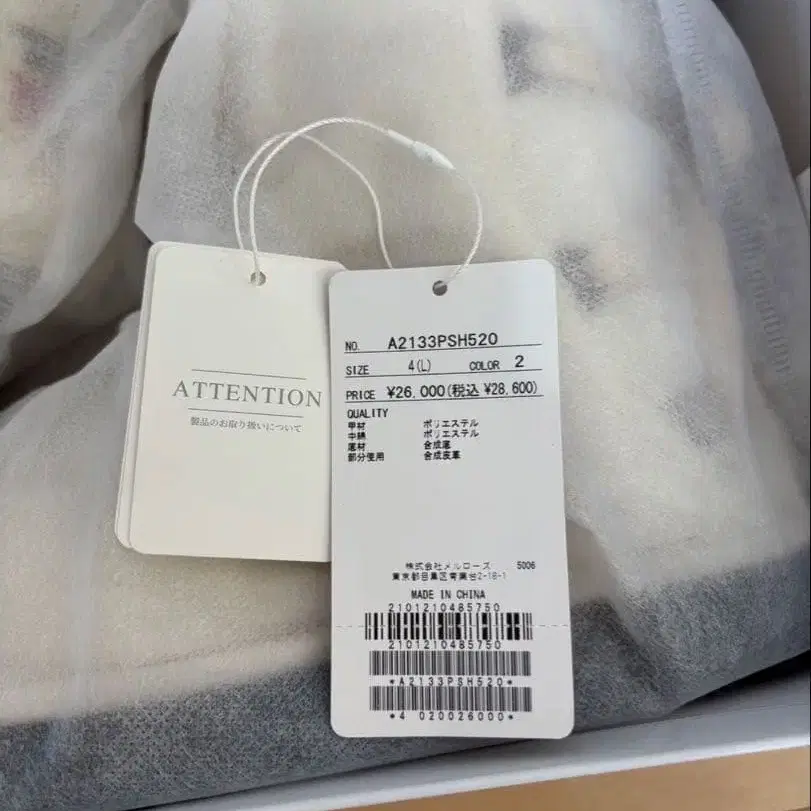 ATTENTION
製品のお取り扱いについて
NO. A2133PSH520
SIZE 4(L) COLOR 2
PRICE ¥26,000(税込 ¥28,600)
QUALITY
甲材 ポリエステル
中綿 ポリエステル
底材 合成底
部分使用 合成皮革
株式会社メルローズ 5006
東京都目黒区青葉台2-16-1
MADE IN CHINA
2101210485750
2101210485750
*A2133PSH520*
*4 020026000*